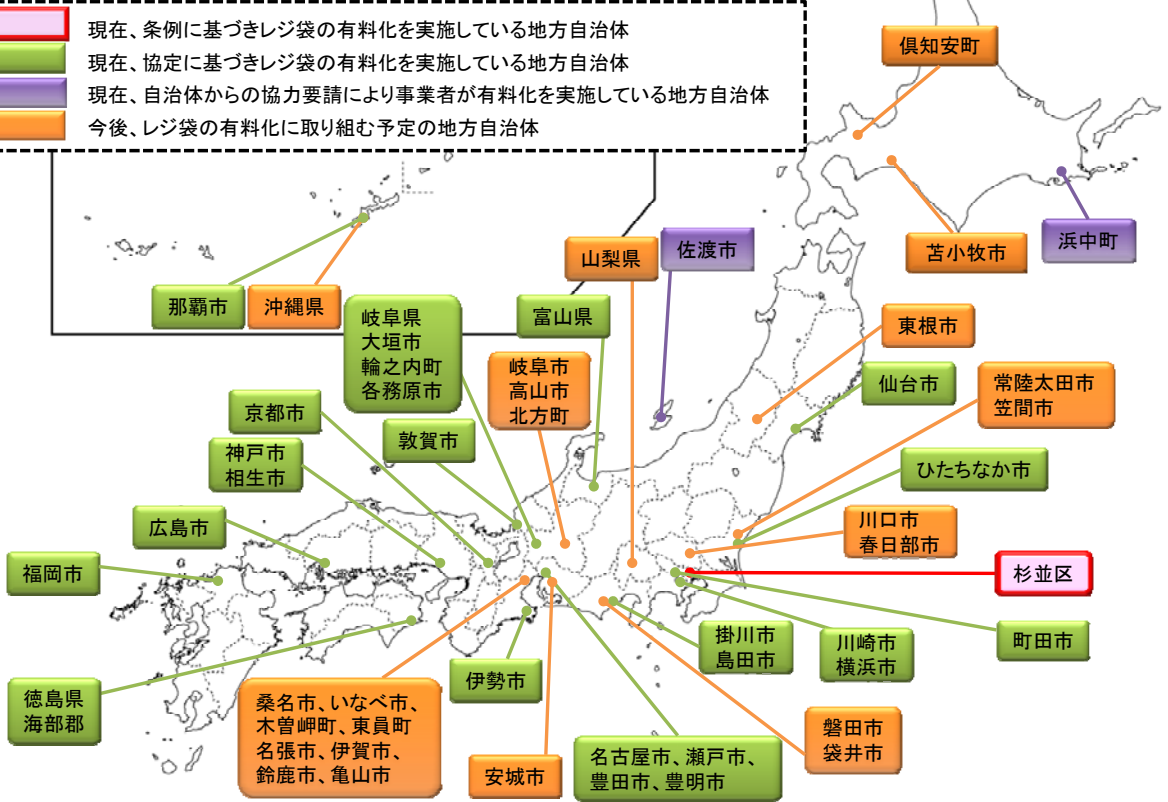 現在、条例に基づきレジ袋の有料化を実施している地方自治体
現在、協定に基づきレジ袋の有料化を実施している地方自治体
現在、自治体からの協力要請により事業者が有料化を実施している地方自治体
今後、レジ袋の有料化に取り組む予定の地方自治体
倶知安町
苫小牧市
浜中町
山梨県
佐渡市
那覇市
沖縄県
岐阜県
大垣市
輪之内町
各務原市
富山県
岐阜市
高山市
北方町
東根市
仙台市
常陸太田市
笠間市
京都市
敦賀市
神戸市
相生市
ひたちなか市
広島市
川口市
春日部市
福岡市
杉並区
掛川市
島田市
川崎市
横浜市
町田市
伊勢市
徳島県
海部郡
桑名市、いなべ市、
木曽岬町、東員町
名張市、伊賀市、
鈴鹿市、亀山市
安城市
名古屋市、瀬戸市、
豊田市、豊明市
磐田市
袋井市